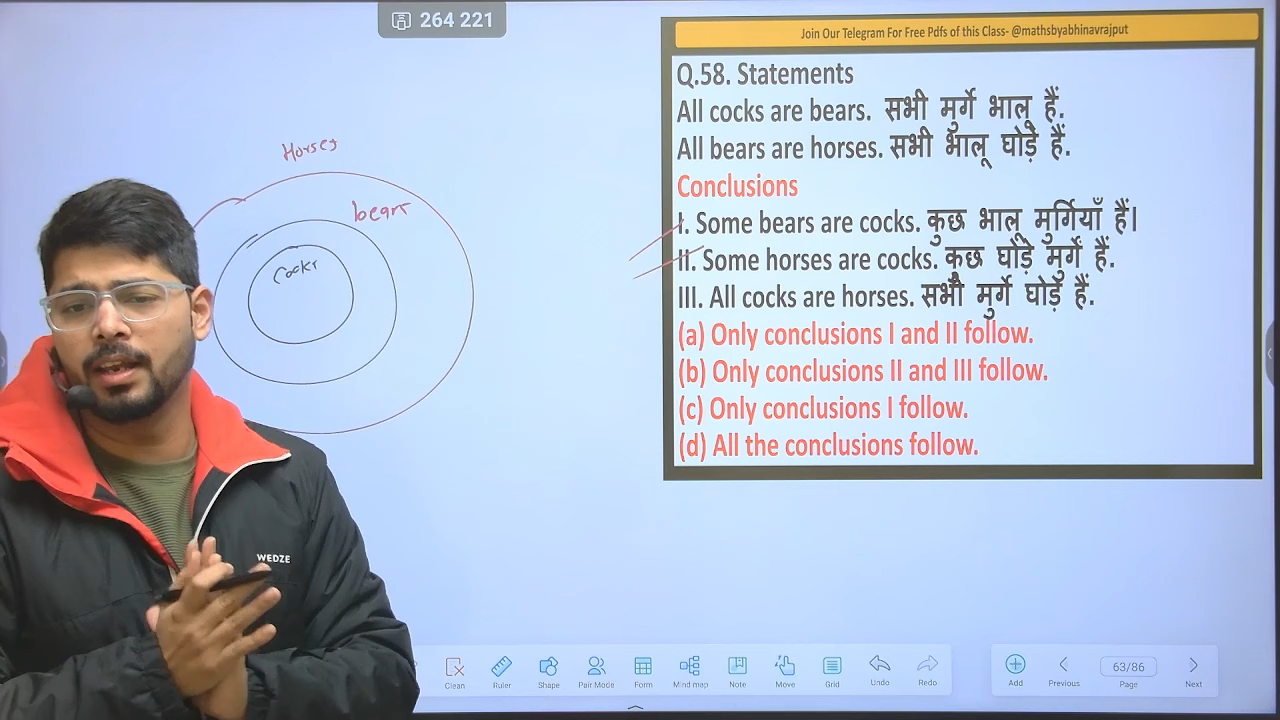 264 221
Join Our Telegram For Free Pdfs of this Class- @mathsbyabhinavrajput
Q.58. Statements
All cocks are bears. सभी मुर्गे भालू हैं.
All bears are horses. सभी भालू घोड़े हैं.
Conclusions
I. Some bears are cocks. कुछ भालू मुर्गियाँ हैं।
II. Some horses are cocks. कुछ घोड़े मुर्गे हैं.
III. All cocks are horses. सभी मुर्गे घोड़े हैं.
(a) Only conclusions I and II follow.
(b) Only conclusions II and III follow.
(c) Only conclusions I follow.
(d) All the conclusions follow.
Horses
bears
cocks
WEDZE
Clean
Ruler
Shape
Pair Mode
Form
Mind map
Note
Move
Grid
Undo
Redo
Add
Previous
63/86
Page
Next